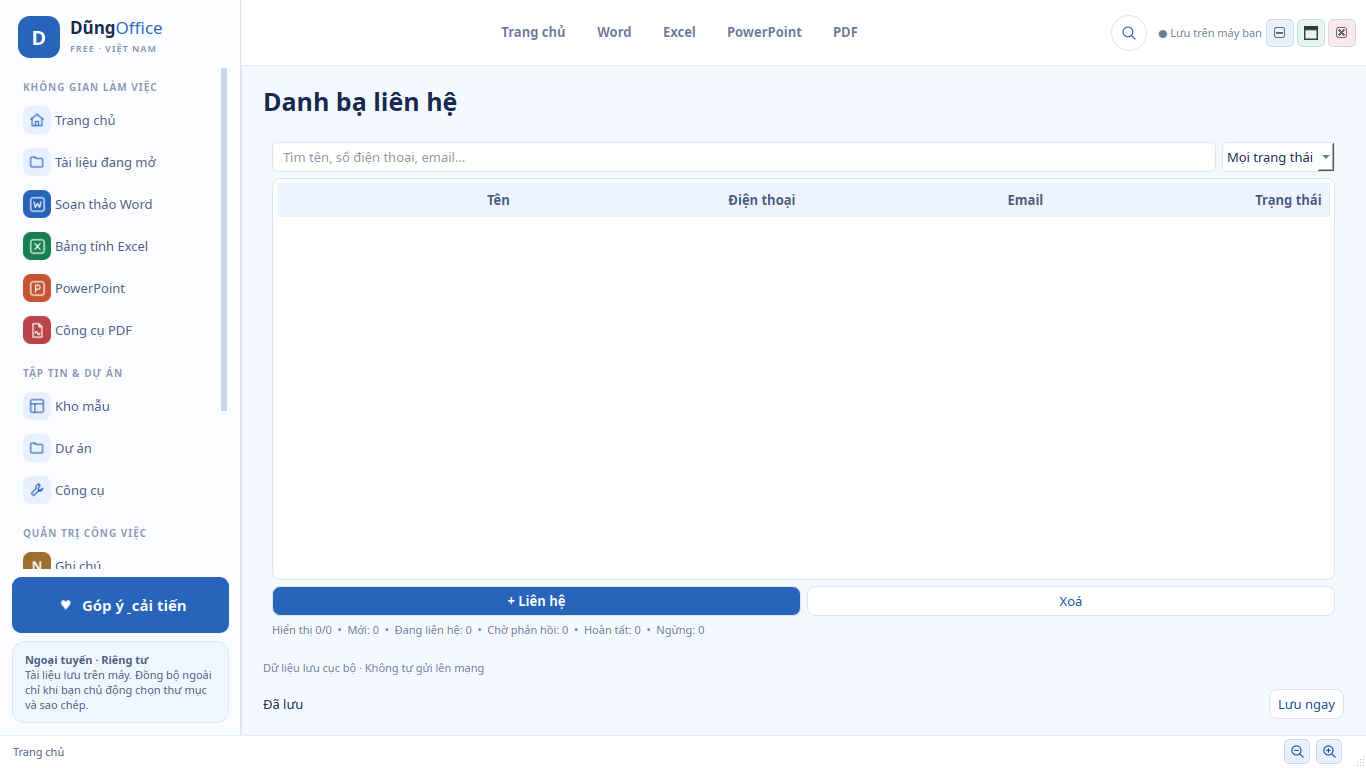 D
DũngOffice
FREE · VIỆT NAM
Trang chủ
Word
Excel
PowerPoint
PDF
Lưu trên máy bạn
KHÔNG GIAN LÀM VIỆC
Trang chủ
Tài liệu đang mở
Soạn thảo Word
Bảng tính Excel
PowerPoint
Công cụ PDF
TẬP TIN & DỰ ÁN
Kho mẫu
Dự án
Công cụ
QUẢN TRỊ CÔNG VIỆC
N Ghi chú
♥ Góp ý cải tiến
Ngoại tuyến · Riêng tư
Tài liệu lưu trên máy. Đồng bộ ngoài
chỉ khi bạn chủ động chọn thư mục
và sao chép.
Danh bạ liên hệ
Tìm tên, số điện thoại, email...
Mọi trạng thái
Tên
Điện thoại
Email
Trạng thái
+ Liên hệ
Xoá
Hiển thị 0/0 • Mới: 0 • Đang liên hệ: 0 • Chờ phản hồi: 0 • Hoàn tất: 0 • Ngừng: 0
Dữ liệu lưu cục bộ · Không tự gửi lên mạng
Đã lưu
Lưu ngay
Trang chủ